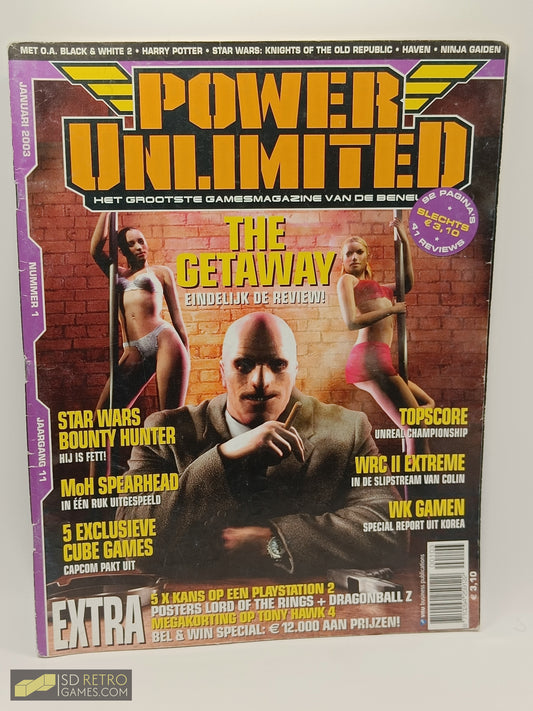 MET O.A. BLACK & WHITE 2 • HARRY POTTER • STAR WARS: KNIGHTS OF THE OLD REPUBLIC • HAVEN • NINJA GAIDEN
JANUARI 2003
NUMMER 1
JAARGANG 11
POWER
UNLIMITED
HET GROOTSTE GAMESMAGAZINE VAN DE BENEL
92 PAGINA'S
SLECHTS
€ 3,10
41 REVIEWS
THE
GETAWAY
EINDELIJK DE REVIEW!
STAR WARS
BOUNTY HUNTER
HIJ IS FETT!
MoH SPEARHEAD
IN ÉÉN RUK UITGESPEELD
5 EXCLUSIEVE
CUBE GAMES
CAPCOM PAKT UIT
TOPSCORE
UNREAL CHAMPIONSHIP
WRC II EXTREME
IN DE SLIPSTREAM VAN COLIN
WK GAMEN
SPECIAL REPORT UIT KOREA
EXTRA
5 X KANS OP EEN PLAYSTATION 2
POSTERS LORD OF THE RINGS + DRAGONBALL Z
MEGAKORTING OP TONY HAWK 4
BEL & WIN SPECIAL: € 12.000 AAN PRIJZEN!
vnu business publications
€ 3,10
SD RETRO
GAMES.COM